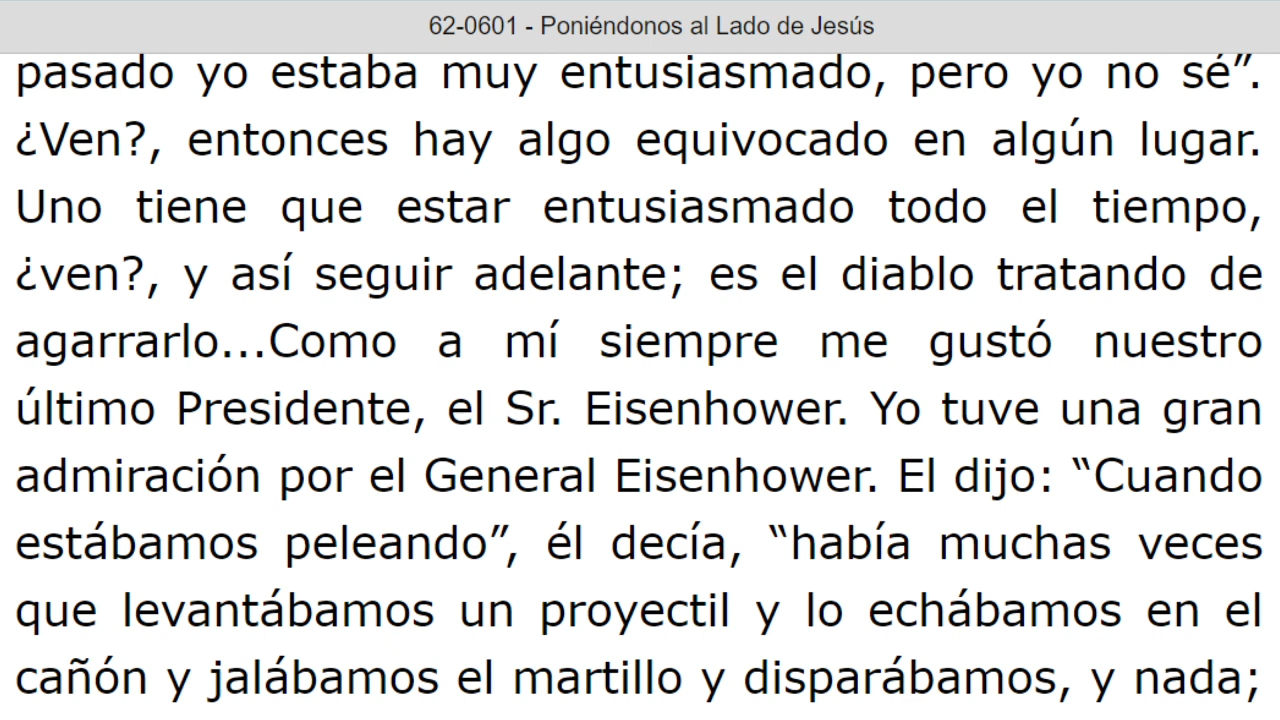 62-0601 - Poniéndonos al Lado de Jesús
pasado yo estaba muy entusiasmado, pero yo no sé”.
¿Ven?, entonces hay algo equivocado en algún lugar.
Uno tiene que estar entusiasmado todo el tiempo,
¿ven?, y así seguir adelante; es el diablo tratando de
agarrarlo...Como a mí siempre me gustó nuestro
último Presidente, el Sr. Eisenhower. Yo tuve una gran
admiración por el General Eisenhower. El dijo: “Cuando
estábamos peleando”, él decía, “había muchas veces
que levantábamos un proyectil y lo echábamos en el
cañón y jalábamos el martillo y disparábamos, y nada;